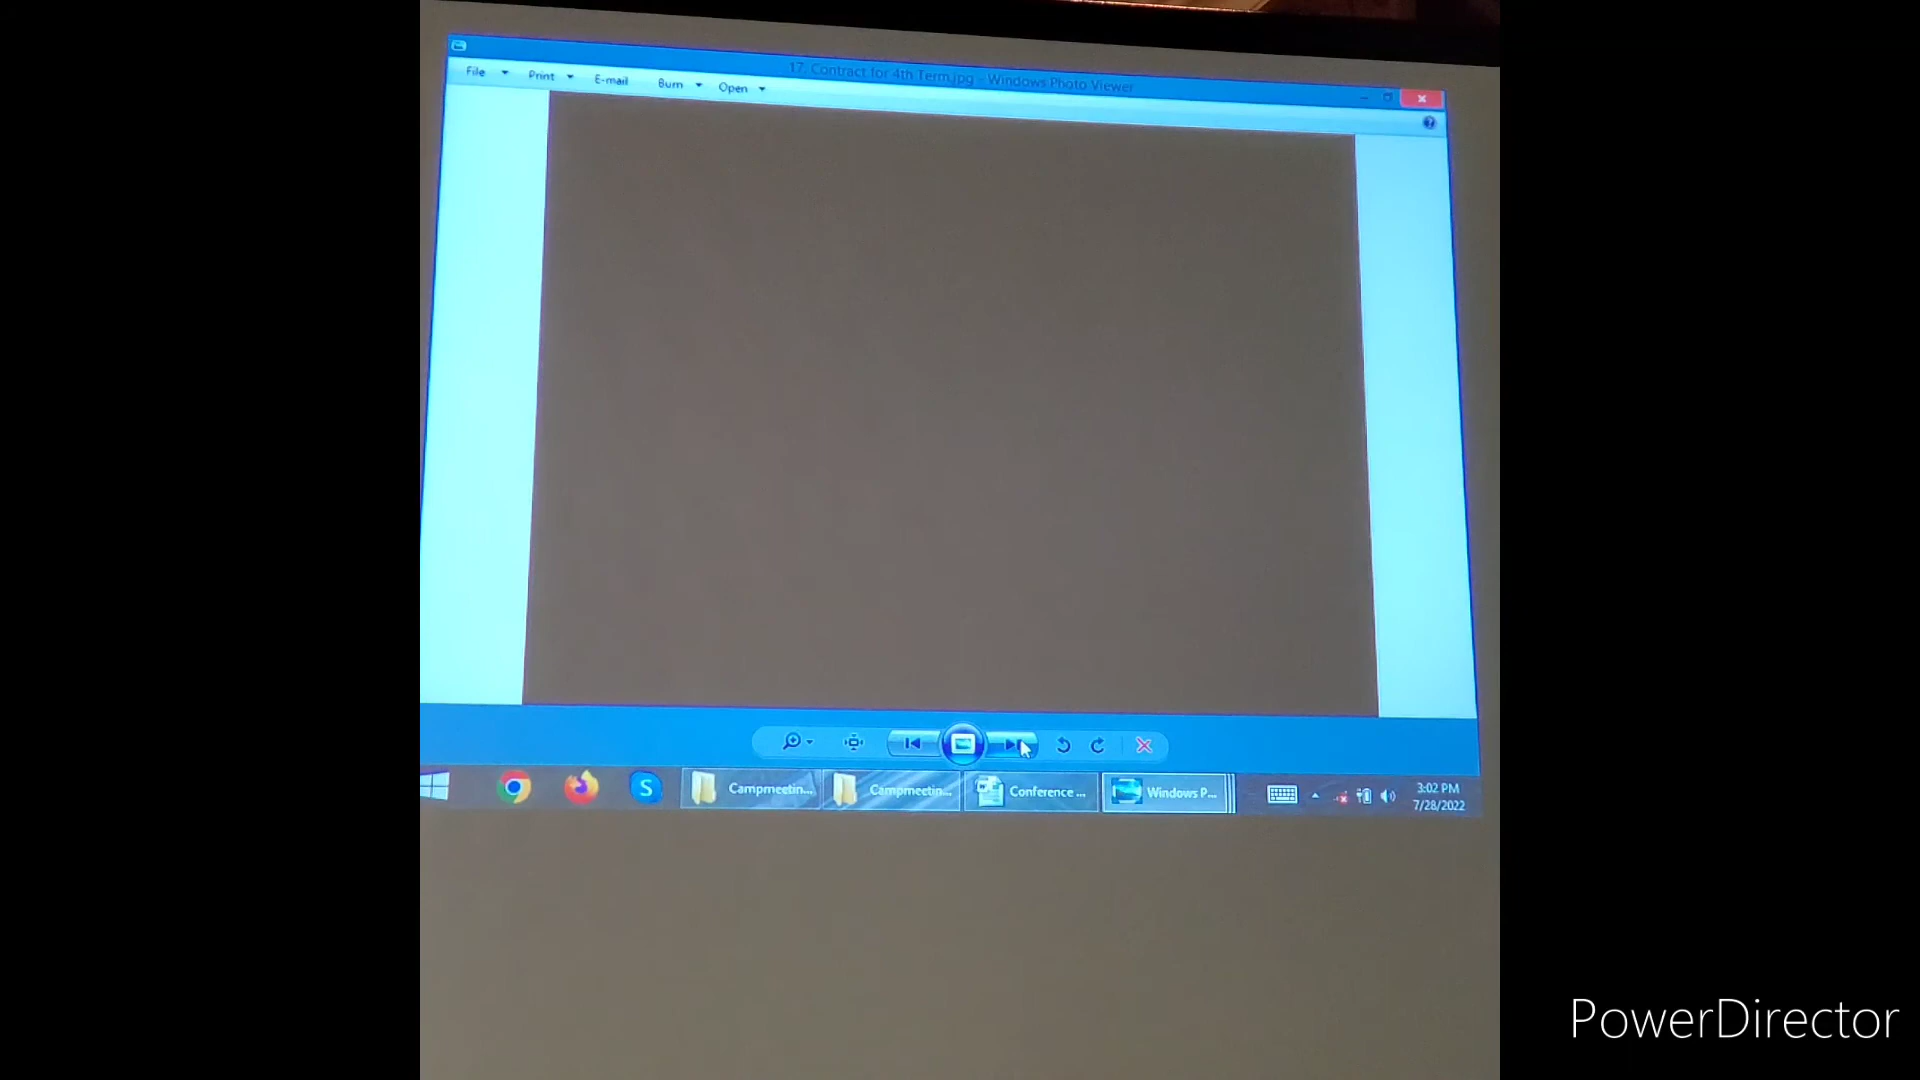 17. Contract for 4th Term.jpg - Windows Photo Viewer
File Print E-mail Burn Open
Campmeetin... Campmeetin... Conference ... Windows P... 3:02 PM
7/28/2022
PowerDirector